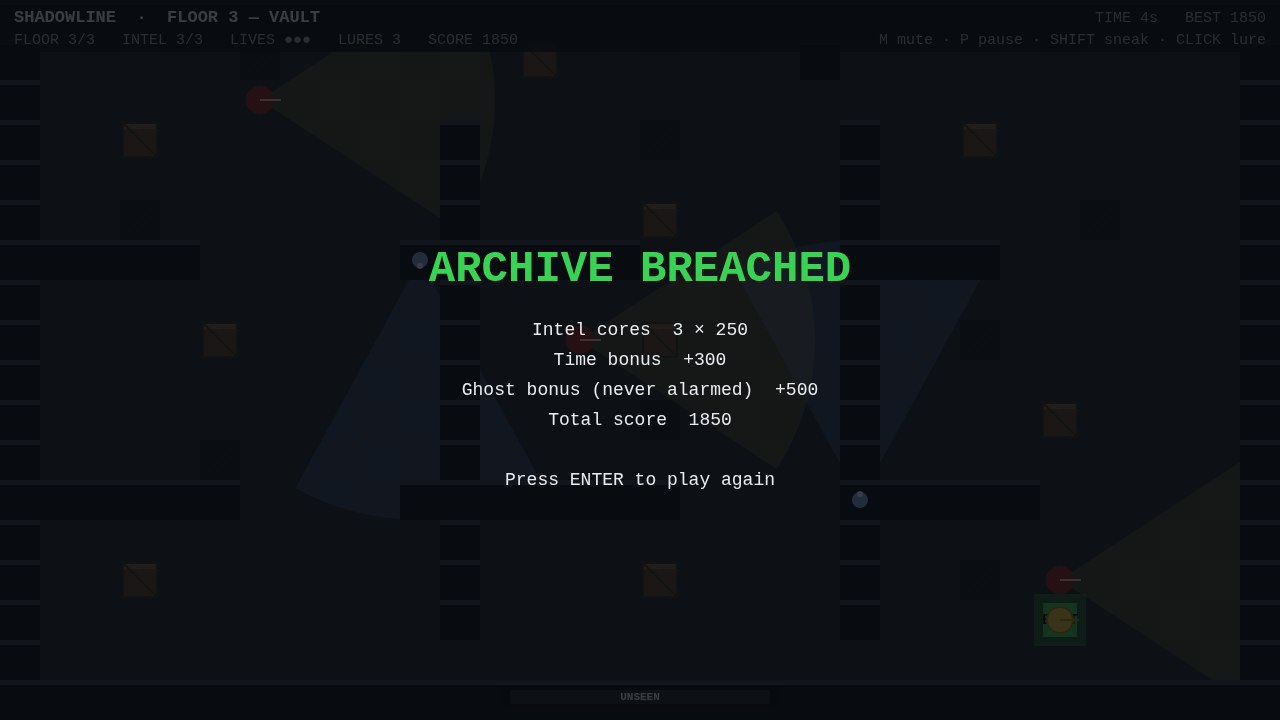 SHADOWLINE · FLOOR 3 — VAULT
TIME 4s BEST 1850
FLOOR 3/3 INTEL 3/3 LIVES ●●● LURES 3 SCORE 1850
M mute · P pause · SHIFT sneak · CLICK lure
ARCHIVE BREACHED
Intel cores 3 × 250
Time bonus +300
Ghost bonus (never alarmed) +500
Total score 1850
Press ENTER to play again
UNSEEN